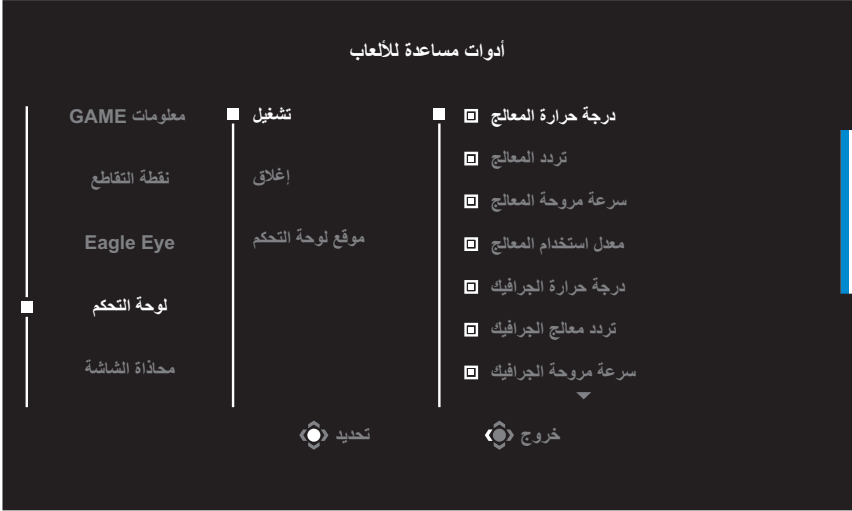 أدوات مساعدة للألعاب
معلومات GAME
نقطة التقاطع
Eagle Eye
لوحة التحكم
محاذاة الشاشة
تشغيل
إغلاق
موقع لوحة التحكم
درجة حرارة المعالج
تردد المعالج
سرعة مروحة المعالج
معدل استخدام المعالج
درجة حرارة الجرافيك
تردد معالج الجرافيك
سرعة مروحة الجرافيك
تحديد
خروج